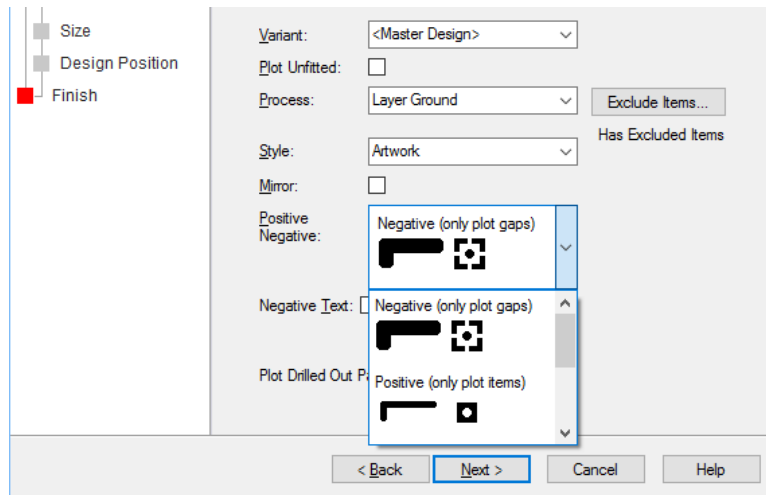 Size
Design Position
Finish
Variant: <Master Design>
Plot Unfitted:
Process: Layer Ground Exclude Items...
Has Excluded Items
Style: Artwork
Mirror:
Positive
Negative:
Negative (only plot gaps)
Negative Text: Negative (only plot gaps)
Plot Drilled Out
Positive (only plot items)
< Back Next > Cancel Help